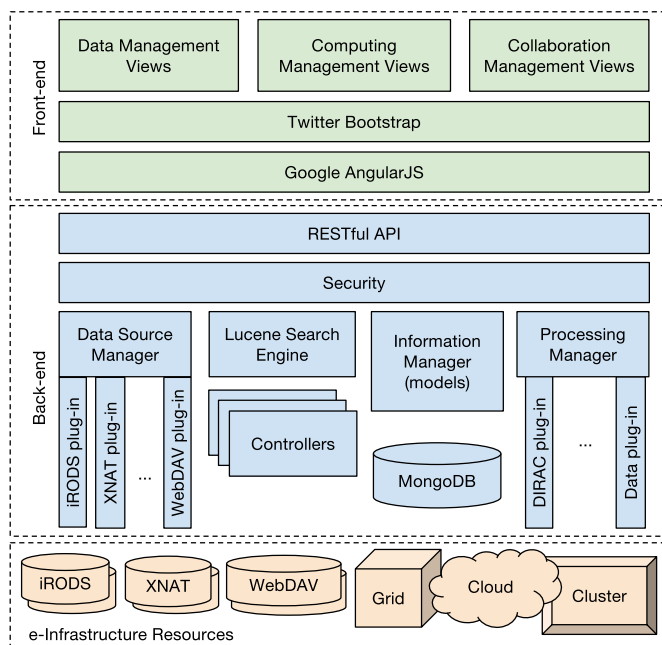 Front-end
Data Management
Views
Computing
Management Views
Collaboration
Management Views
Twitter Bootstrap
Google AngularJS
Back-end
RESTful API
Security
Data Source
Manager
Lucene Search
Engine
Information
Manager
(models)
Processing
Manager
iRODS plug-in
XNAT plug-in
...
WebDAV plug-in
Controllers
MongoDB
DIRAC plug-in
...
Data plug-in
iRODS
XNAT
WebDAV
Grid
Cloud
Cluster
e-Infrastructure Resources